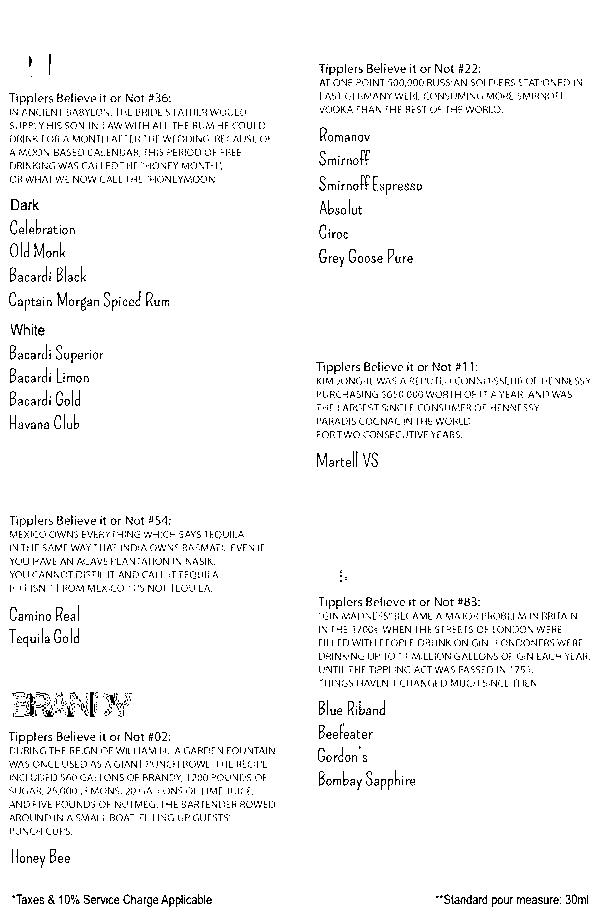 Tipplers Believe it or Not #36:
IN ANCIENT BABYLON, THE BRIDE'S FATHER WOULD
SUPPLY HIS SON-IN-LAW WITH ALL THE RUM HE COULD
DRINK FOR A MONTH AFTER THE WEDDING. BECAUSE OF
A MOON BASED CALENDAR, THIS PERIOD OF FREE
DRINKING WAS CALLED THE 'HONEY MONTH',
OR WHAT WE NOW CALL THE 'HONEYMOON'
Dark
Celebration
Old Monk
Bacardi Black
Captain Morgan Spiced Rum
White
Bacardi Superior
Bacardi Limon
Bacardi Gold
Havana Club
Tipplers Believe it or Not #54:
MEXICO OWNS EVERYTHING WHICH SAYS TEQUILA
IN THE SAME WAY THAT INDIA OWNS BASMATI. EVEN IF
YOU HAVE AN AGAVE PLANTATION IN NASIK,
YOU CANNOT DISTIL IT AND CALL IT TEQUILA.
IF IT ISN'T FROM MEXICO IT'S NOT TEQUILA.
Camino Real
Tequila Gold
BRANDY
Tipplers Believe it or Not #02:
DURING THE REIGN OF WILLIAM III, A GARDEN FOUNTAIN
WAS ONCE USED AS A GIANT PUNCH BOWL. THE RECIPE
INCLUDED 560 GALLONS OF BRANDY, 1200 POUNDS OF
SUGAR, 25,000 LEMONS, 20 GALLONS OF LIME JUICE,
AND FIVE POUNDS OF NUTMEG. THE BARTENDER ROWED
AROUND IN A SMALL BOAT, FILLING UP GUESTS'
PUNCH CUPS.
Honey Bee
*Taxes & 10% Service Charge Applicable
Tipplers Believe it or Not #22:
AT ONE POINT 500,000 RUSSIAN SOLDIERS STATIONED IN
EAST GERMANY WERE CONSUMING MORE SMIRNOFF
VODKA THAN THE REST OF THE WORLD.
Romanov
Smirnoff
Smirnoff Espresso
Absolut
Ciroc
Grey Goose Pure
Tipplers Believe it or Not #11:
KIM JONG-IL WAS A REPUTED CONNOISSEUR OF HENNESSY
PURCHASING $650,000 WORTH OF IT A YEAR, AND WAS
THE LARGEST SINGLE CONSUMER OF HENNESSY
PARADIS COGNAC IN THE WORLD
FOR TWO CONSECUTIVE YEARS.
Martell VS
Tipplers Believe it or Not #83:
'GIN MADNESS' BECAME A MAJOR PROBLEM IN BRITAIN
IN THE 1700s WHEN THE STREETS OF LONDON WERE
FILLED WITH PEOPLE DRUNK ON GIN. LONDONERS WERE
DRINKING UP TO 11 MILLION GALLONS OF GIN EACH YEAR,
UNTIL THE TIPPLING ACT WAS PASSED IN 1751.
THINGS HAVEN'T CHANGED MUCH SINCE THEN.
Blue Riband
Beefeater
Gordon's
Bombay Sapphire
**Standard pour measure: 30ml